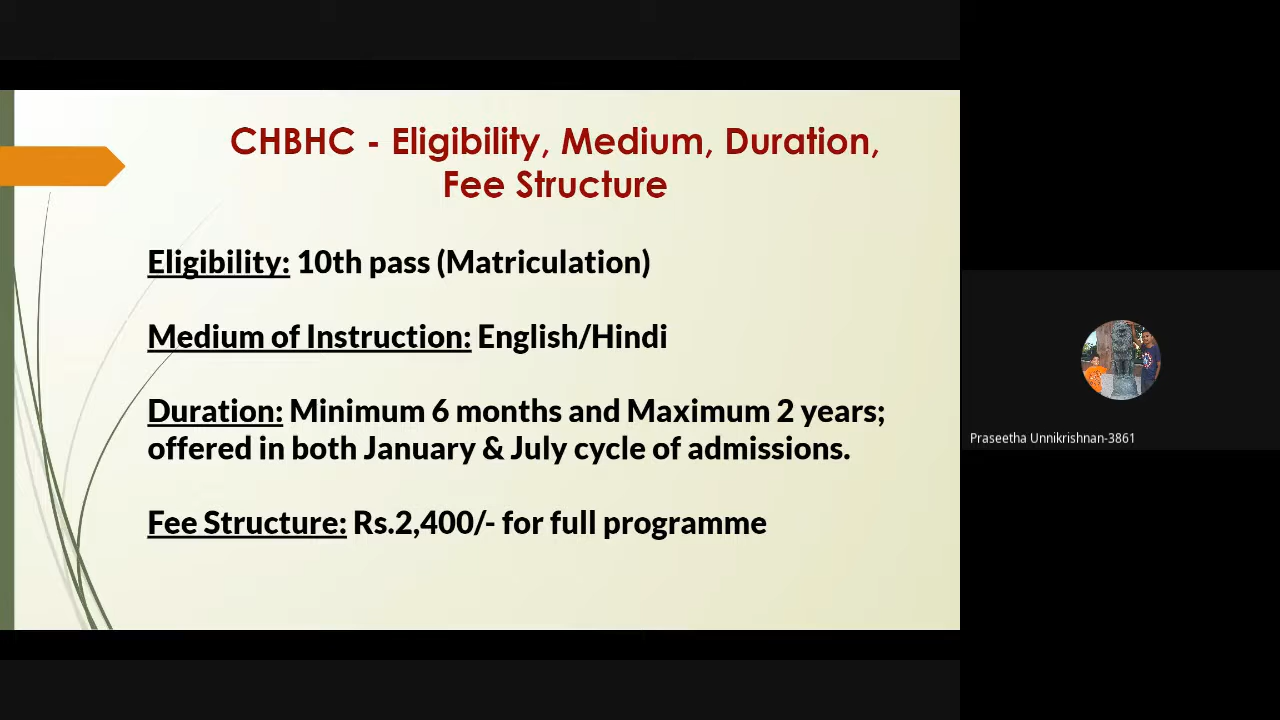 CHBHC - Eligibility, Medium, Duration,
Fee Structure
Eligibility: 10th pass (Matriculation)
Medium of Instruction: English/Hindi
Duration: Minimum 6 months and Maximum 2 years;
offered in both January & July cycle of admissions.
Fee Structure: Rs.2,400/- for full programme
Praseetha Unnikrishnan-3861